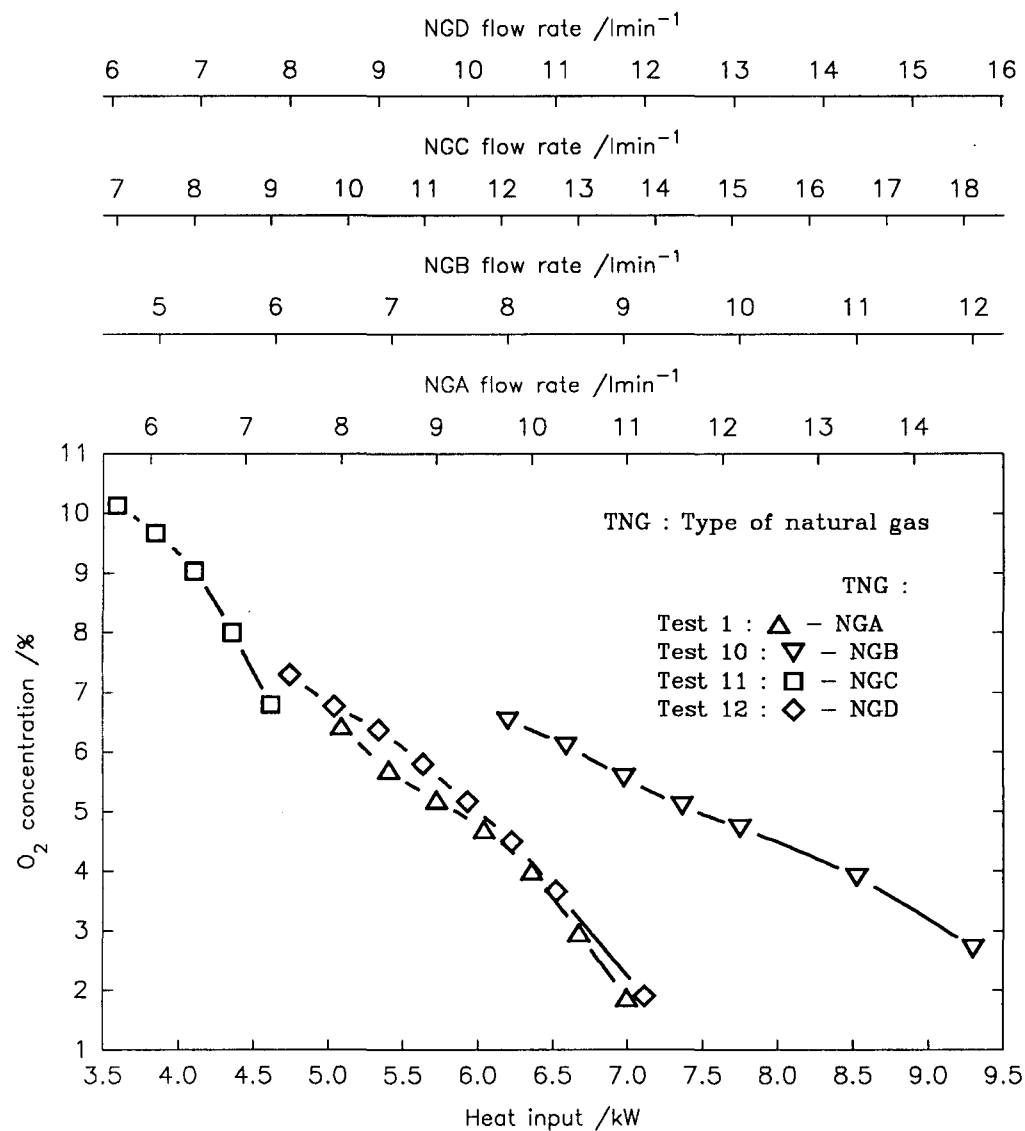 NGD flow rate /lmin⁻¹
6 7 8 9 10 11 12 13 14 15 16
NGC flow rate /lmin⁻¹
7 8 9 10 11 12 13 14 15 16 17 18
NGB flow rate /lmin⁻¹
5 6 7 8 9 10 11 12
NGA flow rate /lmin⁻¹
6 7 8 9 10 11 12 13 14
11
10
9
8
7
6
5
4
3
2
1
O₂ concentration /%
TNG : Type of natural gas
TNG :
Test 1 : △ – NGA
Test 10 : ▽ – NGB
Test 11 : □ – NGC
Test 12 : ◇ – NGD
3.5 4.0 4.5 5.0 5.5 6.0 6.5 7.0 7.5 8.0 8.5 9.0 9.5
Heat input /kW